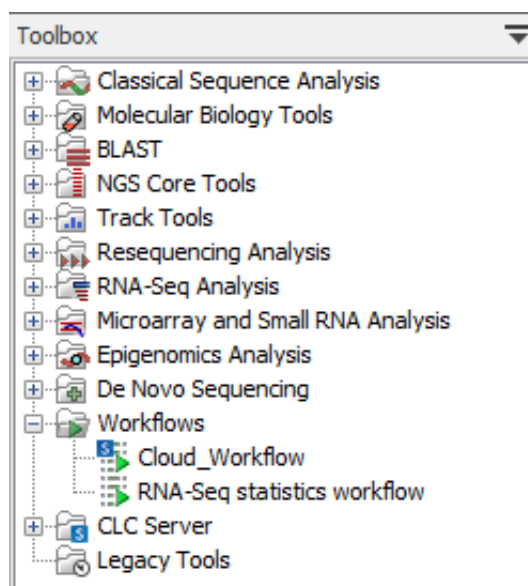 Toolbox
Classical Sequence Analysis
Molecular Biology Tools
BLAST
NGS Core Tools
Track Tools
Resequencing Analysis
RNA-Seq Analysis
Microarray and Small RNA Analysis
Epigenomics Analysis
De Novo Sequencing
Workflows
S Cloud_Workflow
RNA-Seq statistics workflow
S CLC Server
Legacy Tools